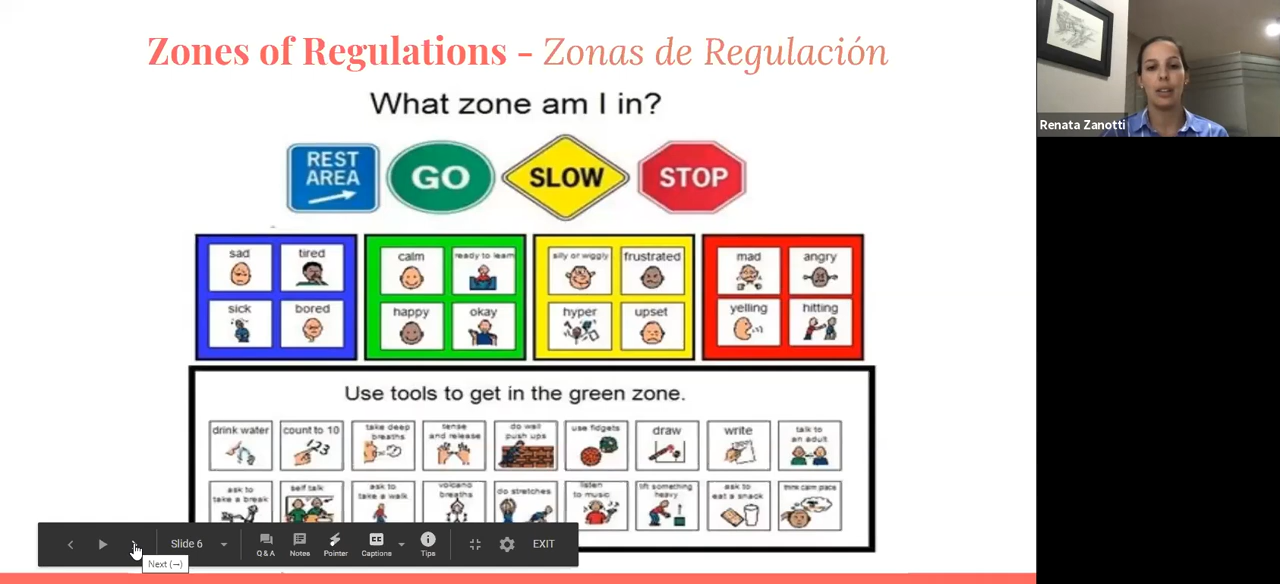 Zones of Regulations - Zonas de Regulación
What zone am I in?
REST
AREA
GO
SLOW
STOP
sad
tired
calm
ready to learn
silly or wiggly
frustrated
mad
angry
sick
bored
happy
okay
hyper
upset
yelling
hitting
Use tools to get in the green zone.
drink water
count to 10
take deep
breaths
tense
and release
do wall
push ups
use fidgets
draw
write
talk to
an adult
ask to
take a break
self talk
ask to
take a walk
volcano
breaths
do stretches
listen
to music
lift something
heavy
ask to
eat a snack
think calm place
Slide 6
Q & A
Notes
Pointer
Captions
Tips
EXIT
Next (→)
Renata Zanotti